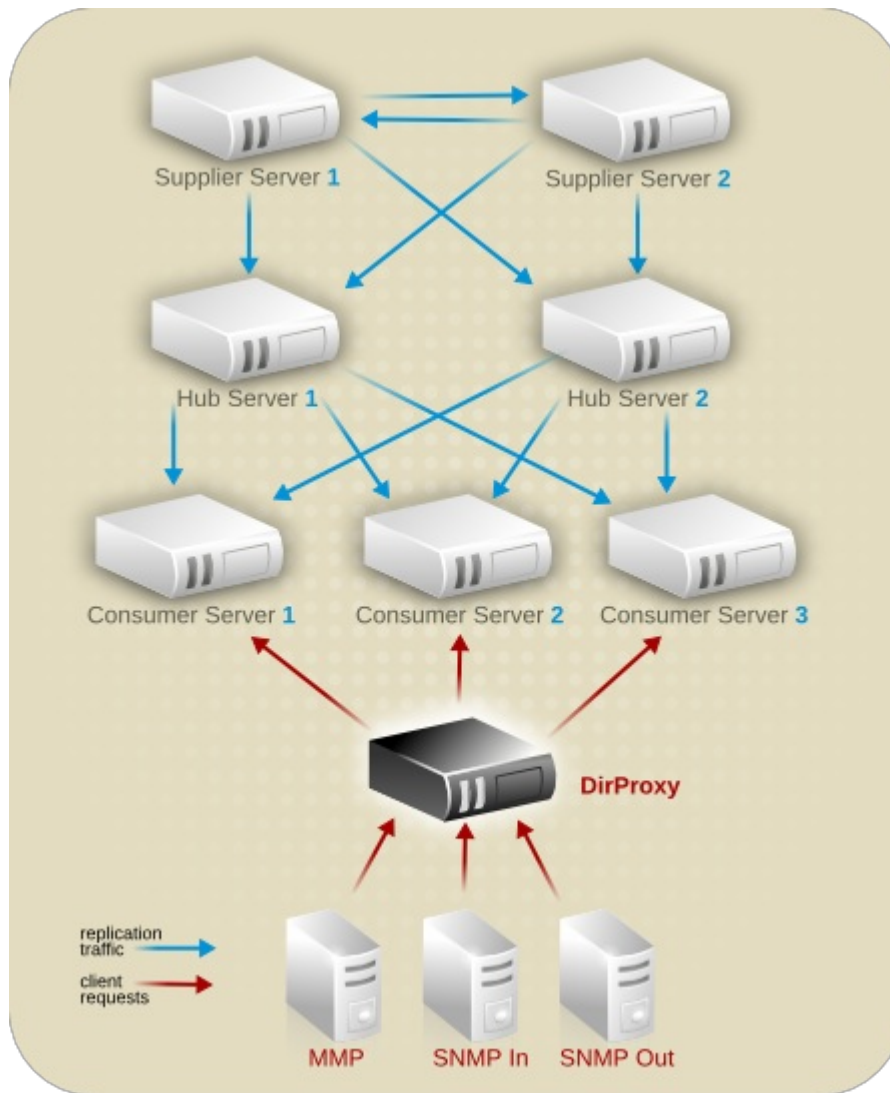 Supplier Server 1
Supplier Server 2
Hub Server 1
Hub Server 2
Consumer Server 1
Consumer Server 2
Consumer Server 3
DirProxy
replication
traffic
client
requests
MMP
SNMP In
SNMP Out